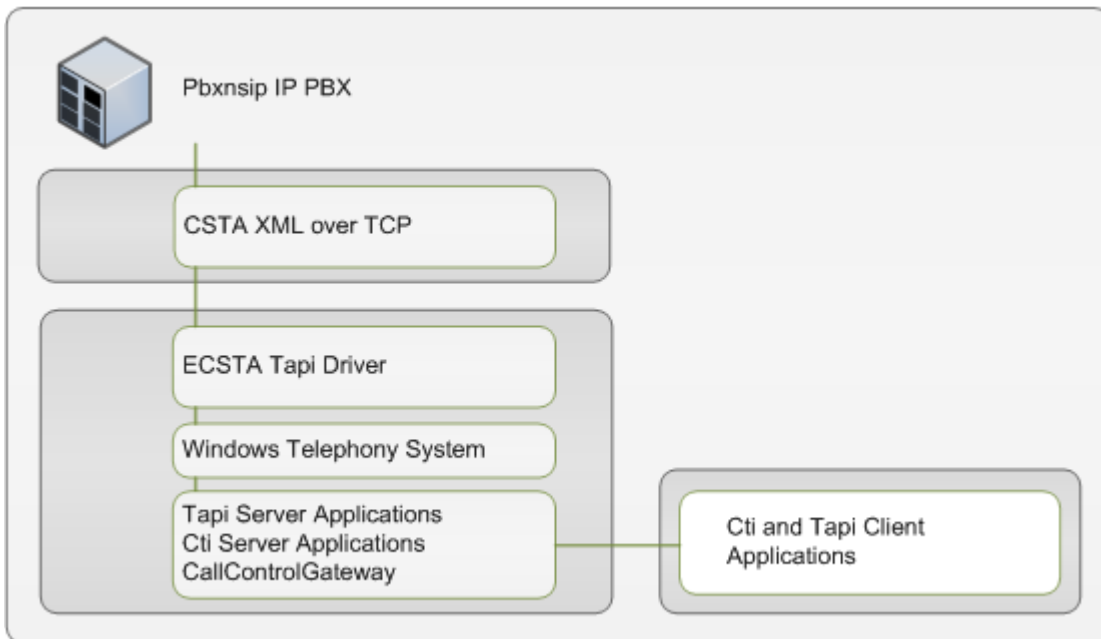 Pbxnsip IP PBX
CSTA XML over TCP
ECSTA Tapi Driver
Windows Telephony System
Tapi Server Applications
Cti Server Applications
CallControlGateway
Cti and Tapi Client
Applications